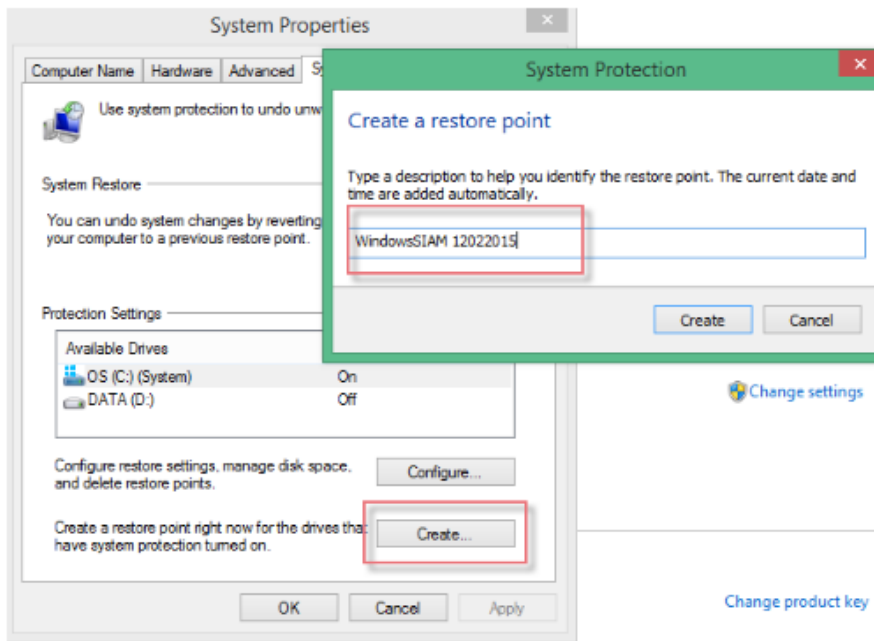 System Properties
Computer Name
Hardware
Advanced
Use system protection to undo
System Restore
You can undo system changes by reverting
your computer to a previous restore point.
Protection Settings
Available Drives
OS (C:) (System) On
DATA (D:) Off
Configure restore settings, manage disk space,
and delete restore points.
Configure...
Create a restore point right now for the drives that
have system protection turned on.
Create...
OK
Cancel
Apply
System Protection
Create a restore point
Type a description to help you identify the restore point. The current date and
time are added automatically.
WindowsSIAM 12022015
Create
Cancel
Change settings
Change product key